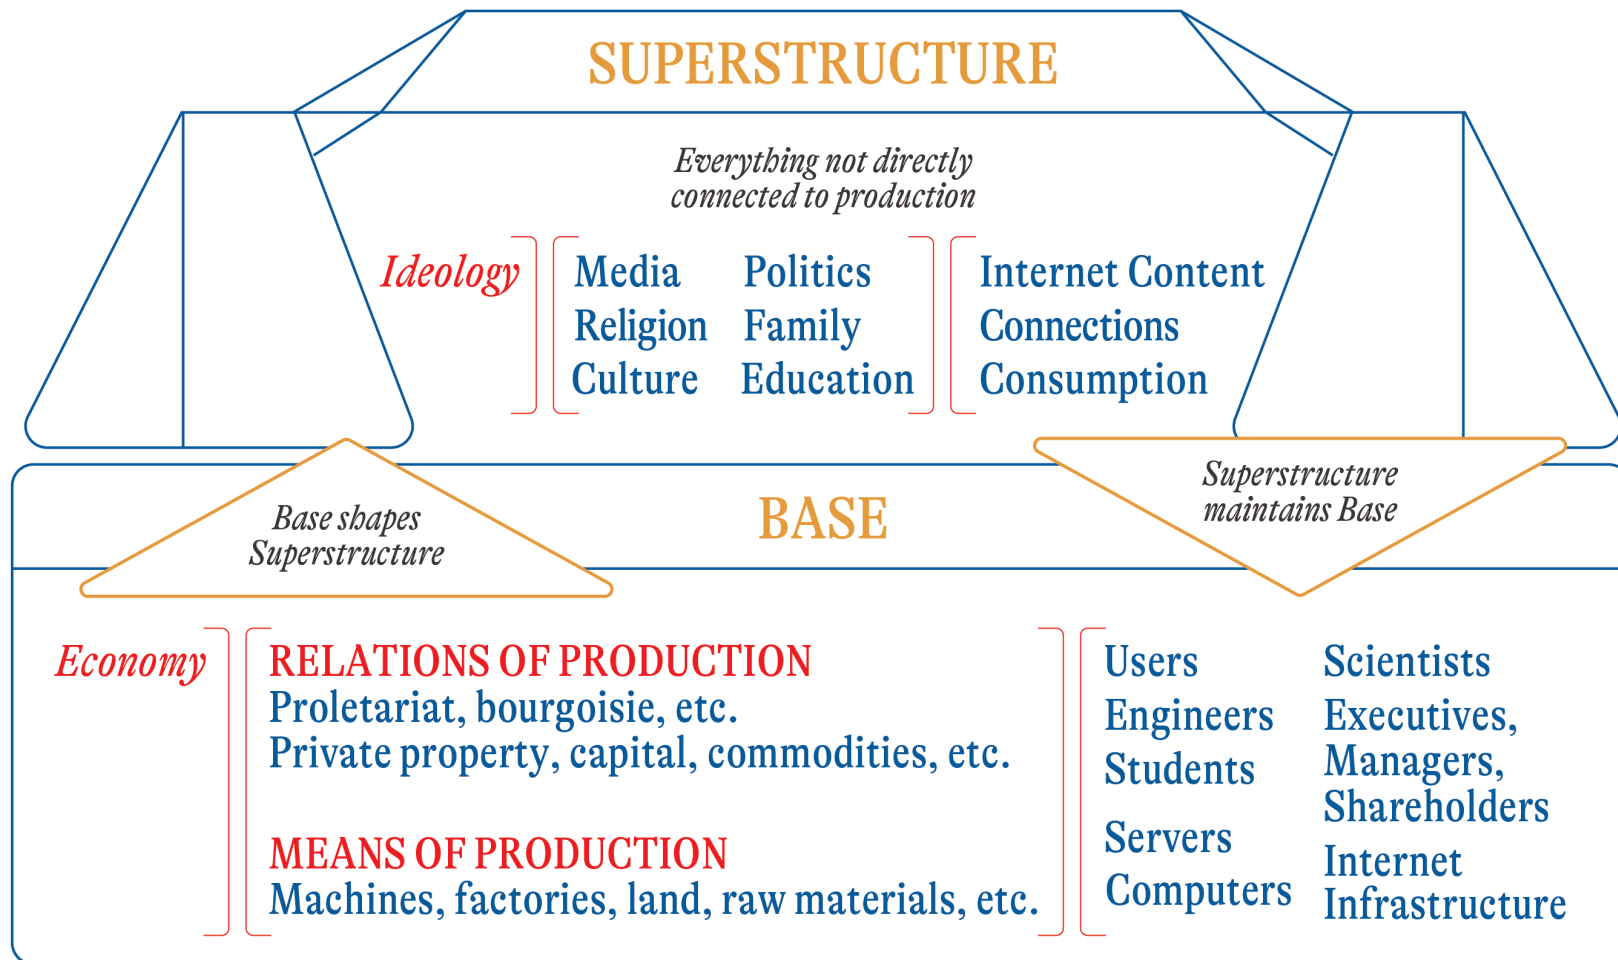 SUPERSTRUCTURE
Everything not directly
connected to production
Ideology
Media
Religion
Culture
Politics
Family
Education
Internet Content
Connections
Consumption
Base shapes
Superstructure
BASE
Superstructure
maintains Base
Economy
RELATIONS OF PRODUCTION
Proletariat, bourgoisie, etc.
Private property, capital, commodities, etc.
MEANS OF PRODUCTION
Machines, factories, land, raw materials, etc.
Users
Engineers
Students
Servers
Computers
Scientists
Executives,
Managers,
Shareholders
Internet
Infrastructure